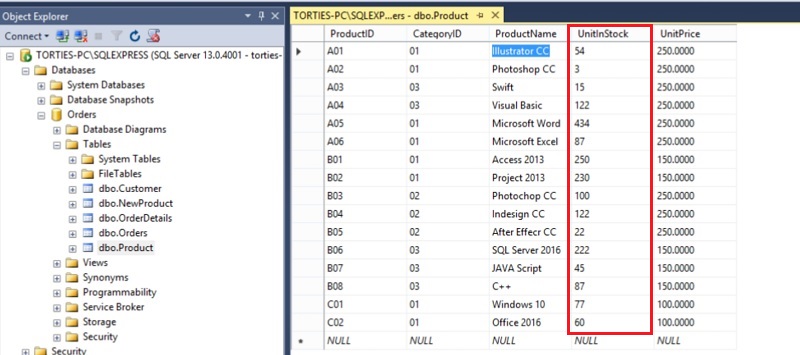 Object Explorer
Connect
TORTIES-PC\SQLEXPRESS (SQL Server 13.0.4001 - torties-
Databases
System Databases
Database Snapshots
Orders
Database Diagrams
Tables
System Tables
FileTables
dbo.Customer
dbo.NewProduct
dbo.OrderDetails
dbo.Orders
dbo.Product
Views
Synonyms
Programmability
Service Broker
Storage
Security
Security
TORTIES-PC\SQLEXP...ers - dbo.Product
ProductID CategoryID ProductName UnitInStock UnitPrice
A01 01 Illustrator CC 54 250.0000
A02 01 Photoshop CC 3 250.0000
A03 03 Swift 15 250.0000
A04 03 Visual Basic 122 250.0000
A05 01 Microsoft Word 434 250.0000
A06 01 Microsoft Excel 87 250.0000
B01 01 Access 2013 250 150.0000
B02 01 Project 2013 230 150.0000
B03 02 Photochop CC 100 250.0000
B04 02 Indesign CC 122 250.0000
B05 02 After Effecr CC 22 250.0000
B06 03 SQL Server 2016 222 150.0000
B07 03 JAVA Script 45 150.0000
B08 03 C++ 87 150.0000
C01 01 Windows 10 77 100.0000
C02 01 Office 2016 60 100.0000
NULL NULL NULL NULL NULL